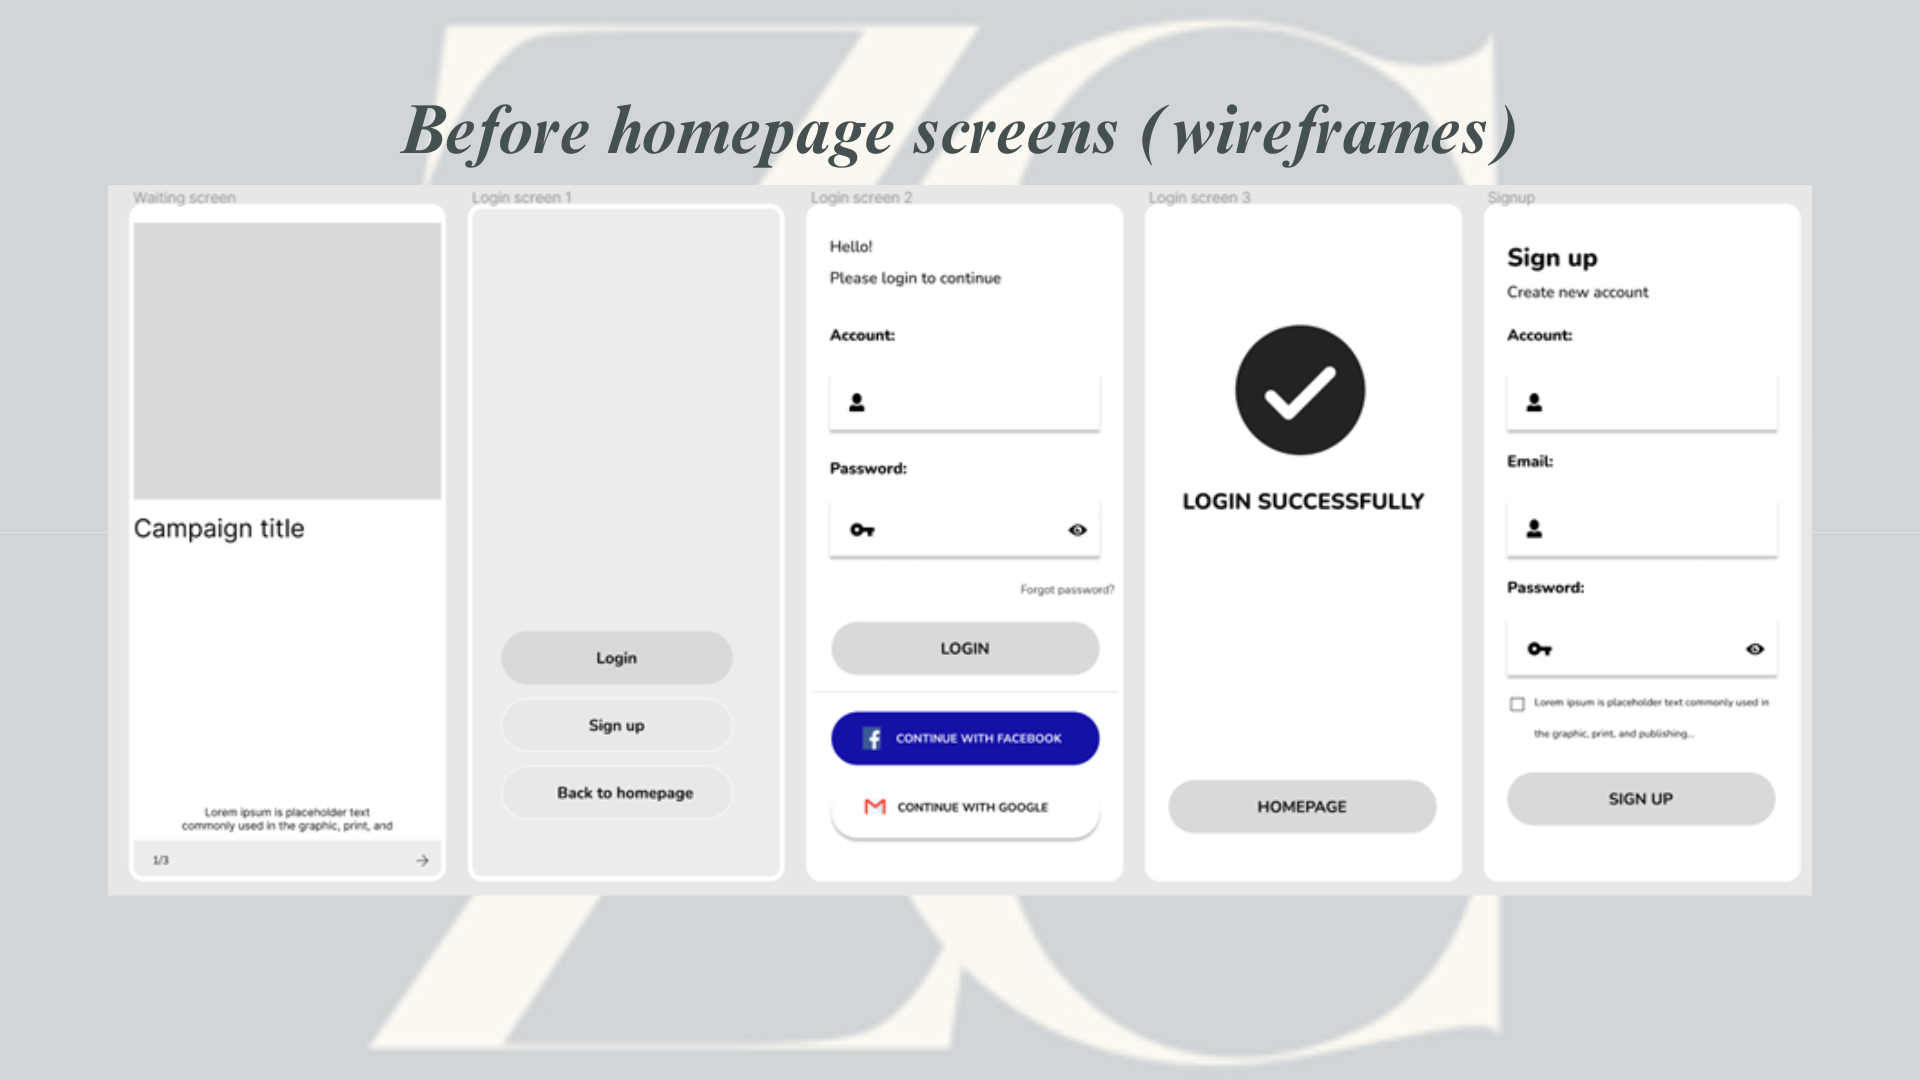 Before homepage screens (wireframes)
Waiting screen
Campaign title
Lorem ipsum is placeholder text
commonly used in the graphic, print, and
1/3
Login screen 1
Login
Sign up
Back to homepage
Login screen 2
Hello!
Please login to continue
Account:
Password:
Forgot password?
LOGIN
CONTINUE WITH FACEBOOK
CONTINUE WITH GOOGLE
Login screen 3
LOGIN SUCCESSFULLY
HOMEPAGE
Signup
Sign up
Create new account
Account:
Email:
Password:
Lorem ipsum is placeholder text commonly used in
the graphic, print, and publishing...
SIGN UP